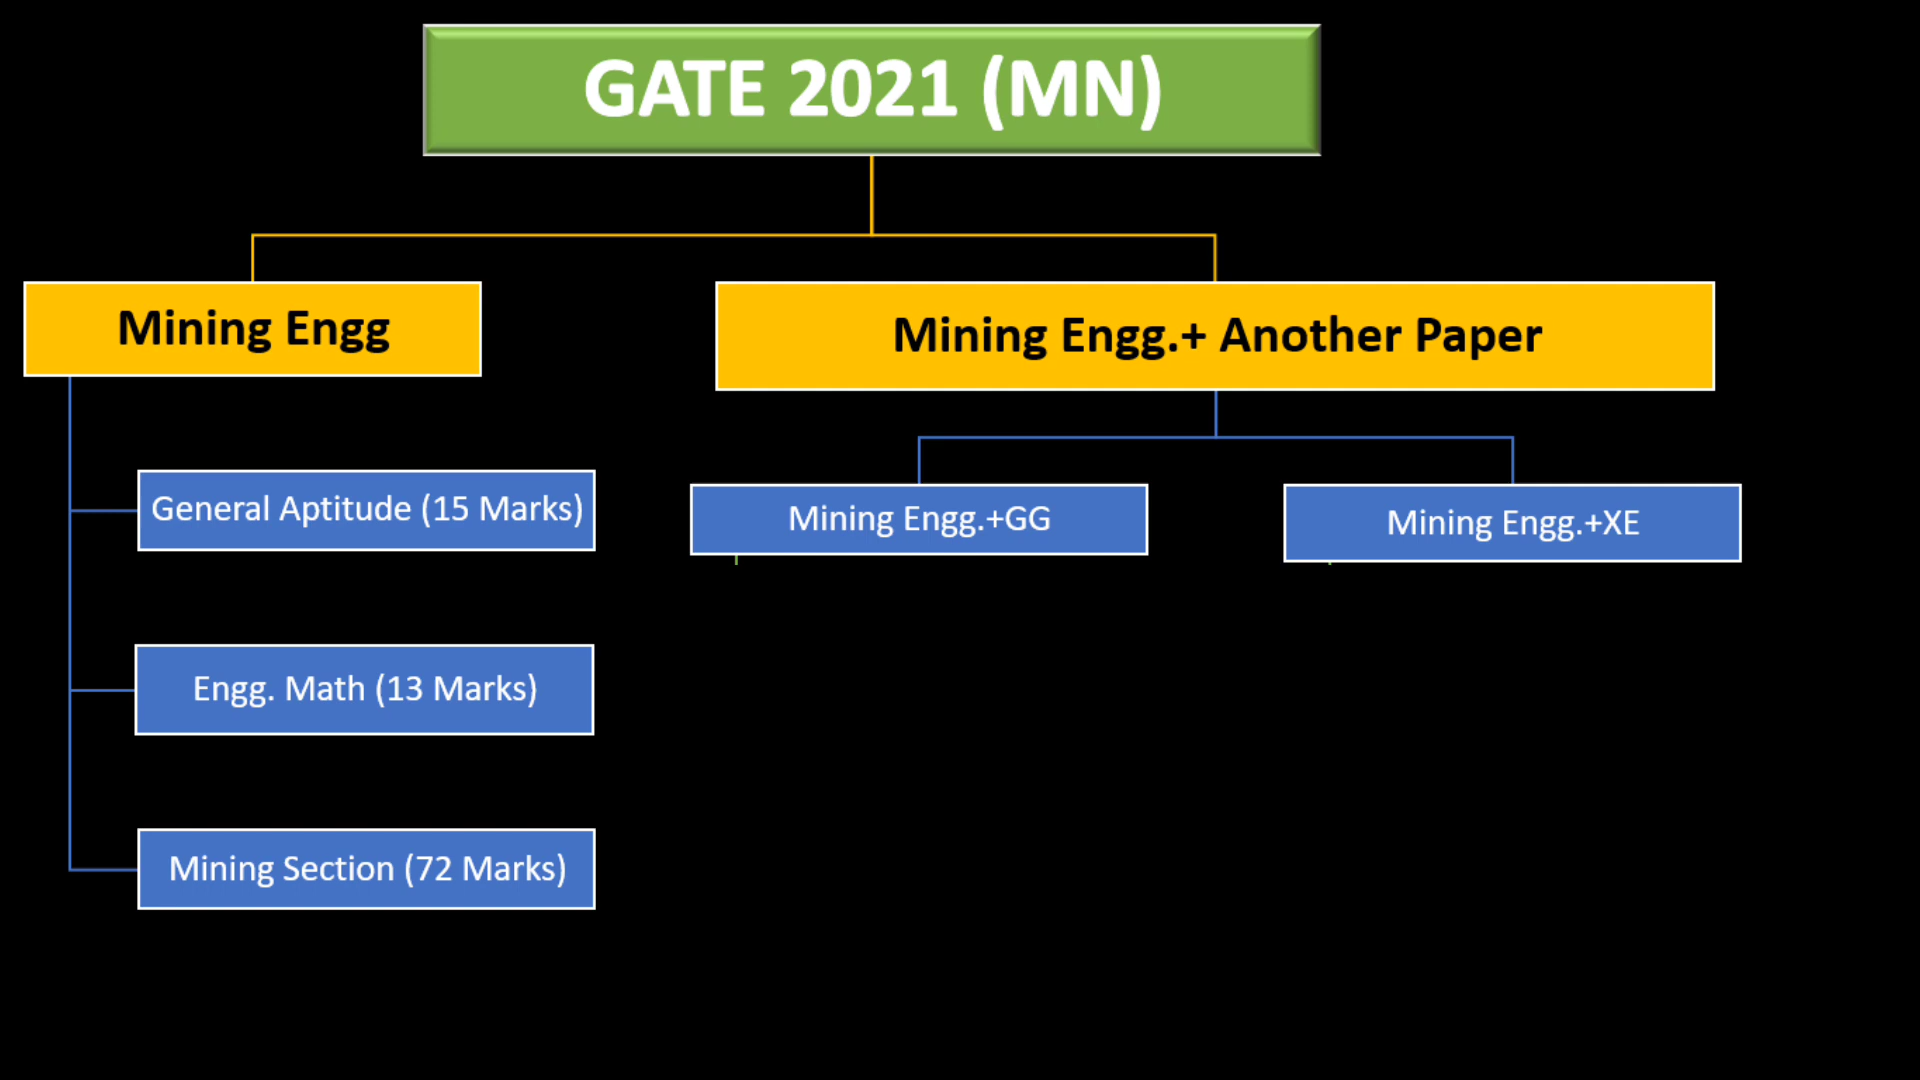 GATE 2021 (MN)
Mining Engg
Mining Engg.+ Another Paper
General Aptitude (15 Marks)
Mining Engg.+GG
Mining Engg.+XE
Engg. Math (13 Marks)
Mining Section (72 Marks)